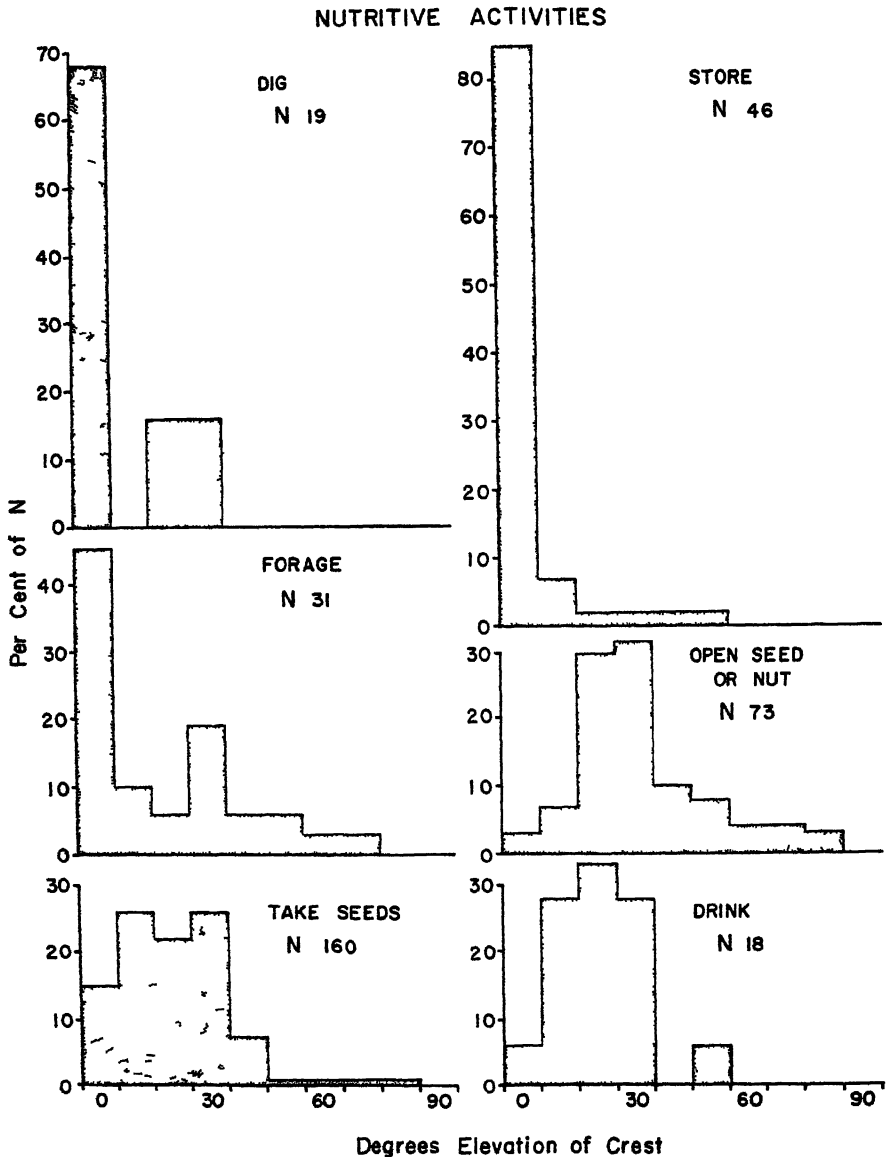 NUTRITIVE ACTIVITIES
Per Cent of N
DIG
N 19
70
60
50
40
30
20
10
0
STORE
N 46
80
70
60
50
40
30
20
10
0
FORAGE
N 31
40
30
20
10
0
OPEN SEED
OR NUT
N 73
30
20
10
0
TAKE SEEDS
N 160
30
20
10
0
0 30 60 90
DRINK
N 18
30
20
10
0
0 30 60 90
Degrees Elevation of Crest